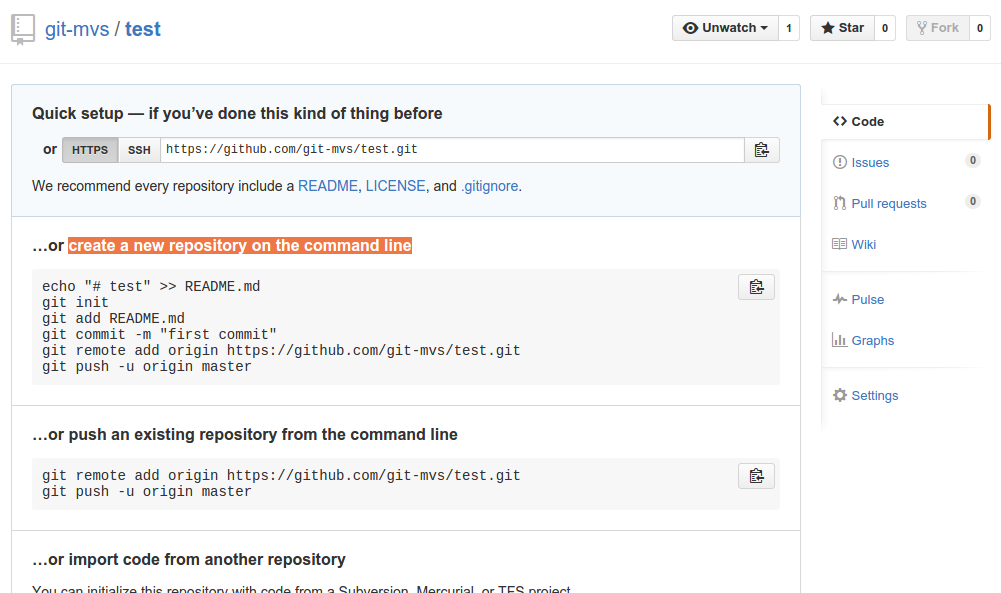 git-mvs / test
Unwatch 1 Star 0 Fork 0
Quick setup — if you've done this kind of thing before
or HTTPS SSH https://github.com/git-mvs/test.git
We recommend every repository include a README, LICENSE, and .gitignore.
…or create a new repository on the command line
echo "# test" >> README.md
git init
git add README.md
git commit -m "first commit"
git remote add origin https://github.com/git-mvs/test.git
git push -u origin master
…or push an existing repository from the command line
git remote add origin https://github.com/git-mvs/test.git
git push -u origin master
…or import code from another repository
You can initialize this repository with code from a Subversion, Mercurial, or TFS project.
Code
Issues 0
Pull requests 0
Wiki
Pulse
Graphs
Settings